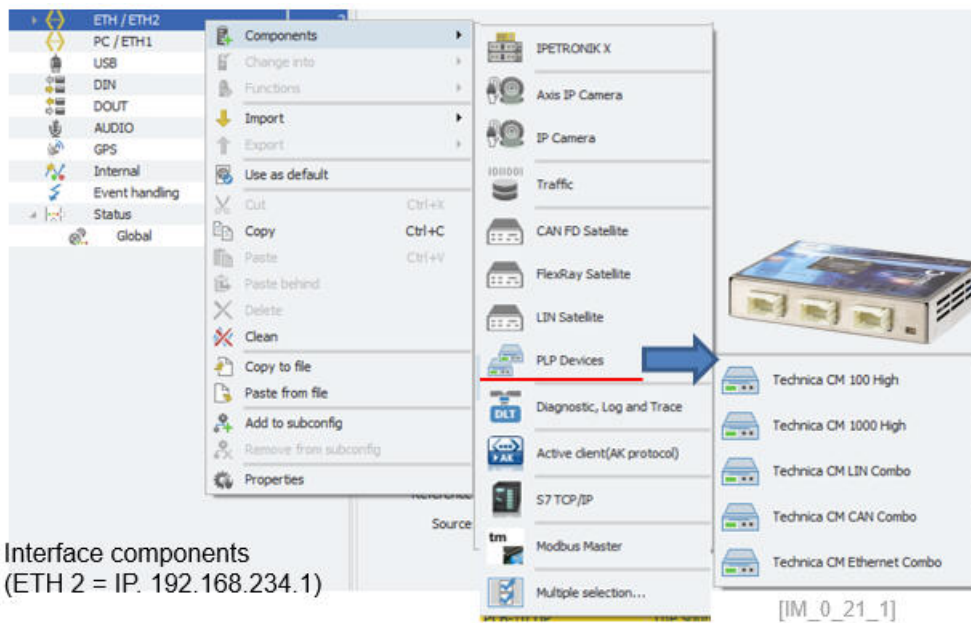 ETH / ETH2
PC / ETH1
USB
DIN
DOUT
AUDIO
GPS
Internal
Event handling
Status
Global
Components
Change into
Functions
Import
Export
Use as default
Cut Ctrl+X
Copy Ctrl+C
Paste Ctrl+V
Paste behind
Delete
Clean
Copy to file
Paste from file
Add to subconfig
Remove from subconfig
Properties
Reference
Source
IPETRONIK X
Axis IP Camera
IP Camera
Traffic
CAN FD Satellite
FlexRay Satellite
LIN Satellite
PLP Devices
DLT
Diagnostic, Log and Trace
AK
Active client(AK protocol)
S7 TCP/IP
tm
Modbus Master
Multiple selection...
Technica CM 100 High
Technica CM 1000 High
Technica CM LIN Combo
Technica CM CAN Combo
Technica CM Ethernet Combo
Interface components
(ETH 2 = IP. 192.168.234.1)
[IM_0_21_1]